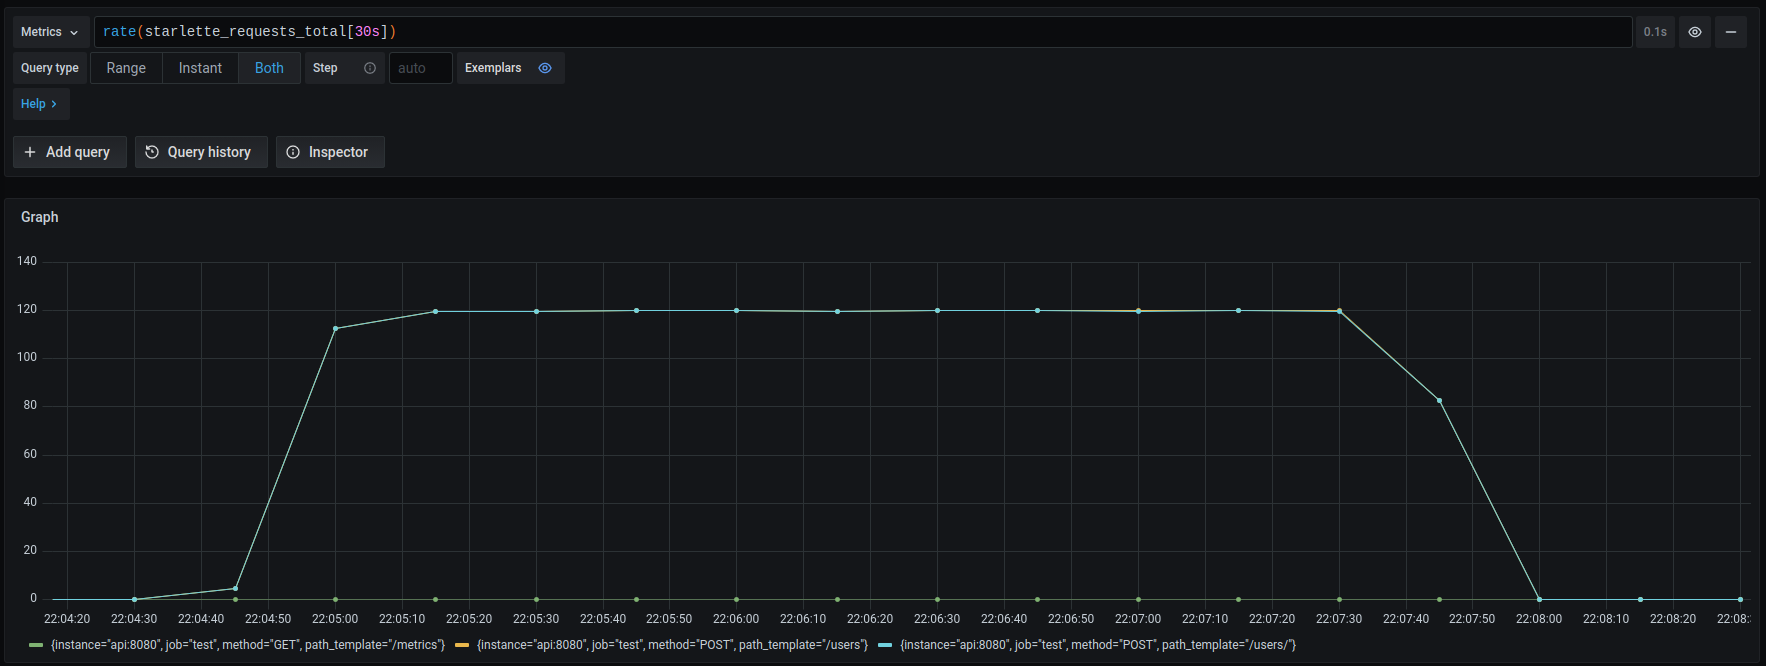 Metrics rate(starlette_requests_total[30s]) 0.1s
Query type Range Instant Both Step auto Exemplars
Help
Add query Query history Inspector
Graph
140
120
100
80
60
40
20
0
22:04:20 22:04:30 22:04:40 22:04:50 22:05:00 22:05:10 22:05:20 22:05:30 22:05:40 22:05:50 22:06:00 22:06:10 22:06:20 22:06:30 22:06:40 22:06:50 22:07:00 22:07:10 22:07:20 22:07:30 22:07:40 22:07:50 22:08:00 22:08:10 22:08:20 22:08:
{instance="api:8080", job="test", method="GET", path_template="/metrics"} {instance="api:8080", job="test", method="POST", path_template="/users"} {instance="api:8080", job="test", method="POST", path_template="/users/"}